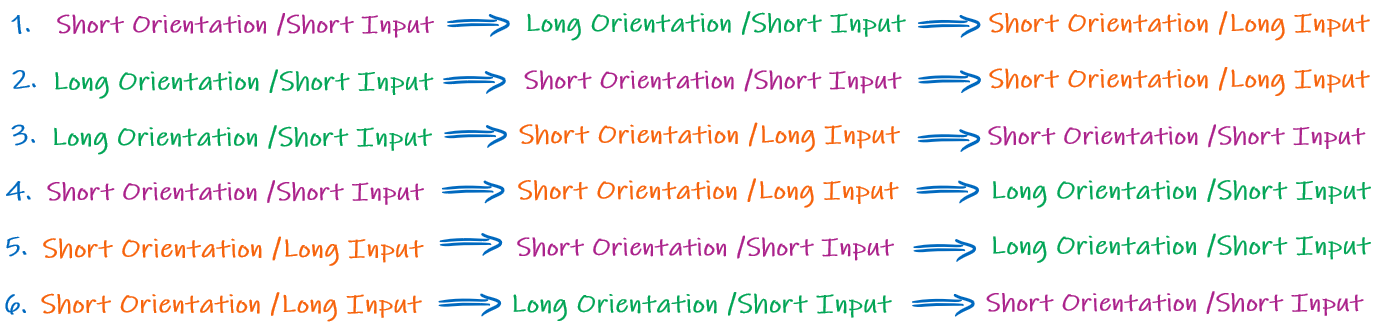 1. Short Orientation /Short Input ⟹ Long Orientation /Short Input ⟹ Short Orientation /Long Input
2. Long Orientation /Short Input ⟹ Short Orientation /Short Input ⟹ Short Orientation /Long Input
3. Long Orientation /Short Input ⟹ Short Orientation /Long Input ⟹ Short Orientation /Short Input
4. Short Orientation /Short Input ⟹ Short Orientation /Long Input ⟹ Long Orientation /Short Input
5. Short Orientation /Long Input ⟹ Short Orientation /Short Input ⟹ Long Orientation /Short Input
6. Short Orientation /Long Input ⟹ Long Orientation /Short Input ⟹ Short Orientation /Short Input